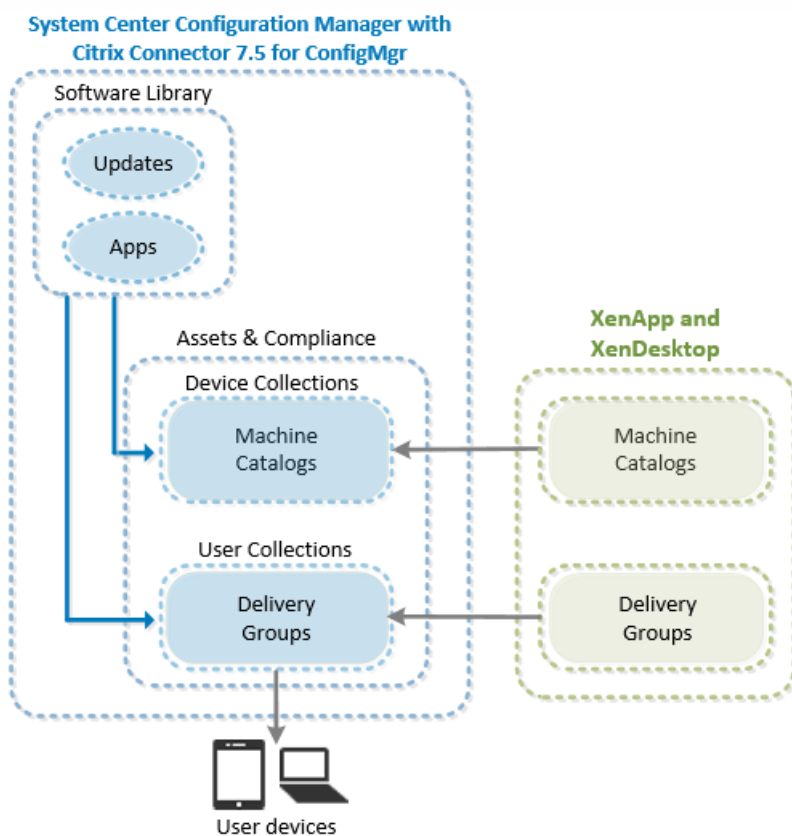 System Center Configuration Manager with
Citrix Connector 7.5 for ConfigMgr
Software Library
Updates
Apps
Assets & Compliance
Device Collections
Machine
Catalogs
User Collections
Delivery
Groups
XenApp and
XenDesktop
Machine
Catalogs
Delivery
Groups
User devices